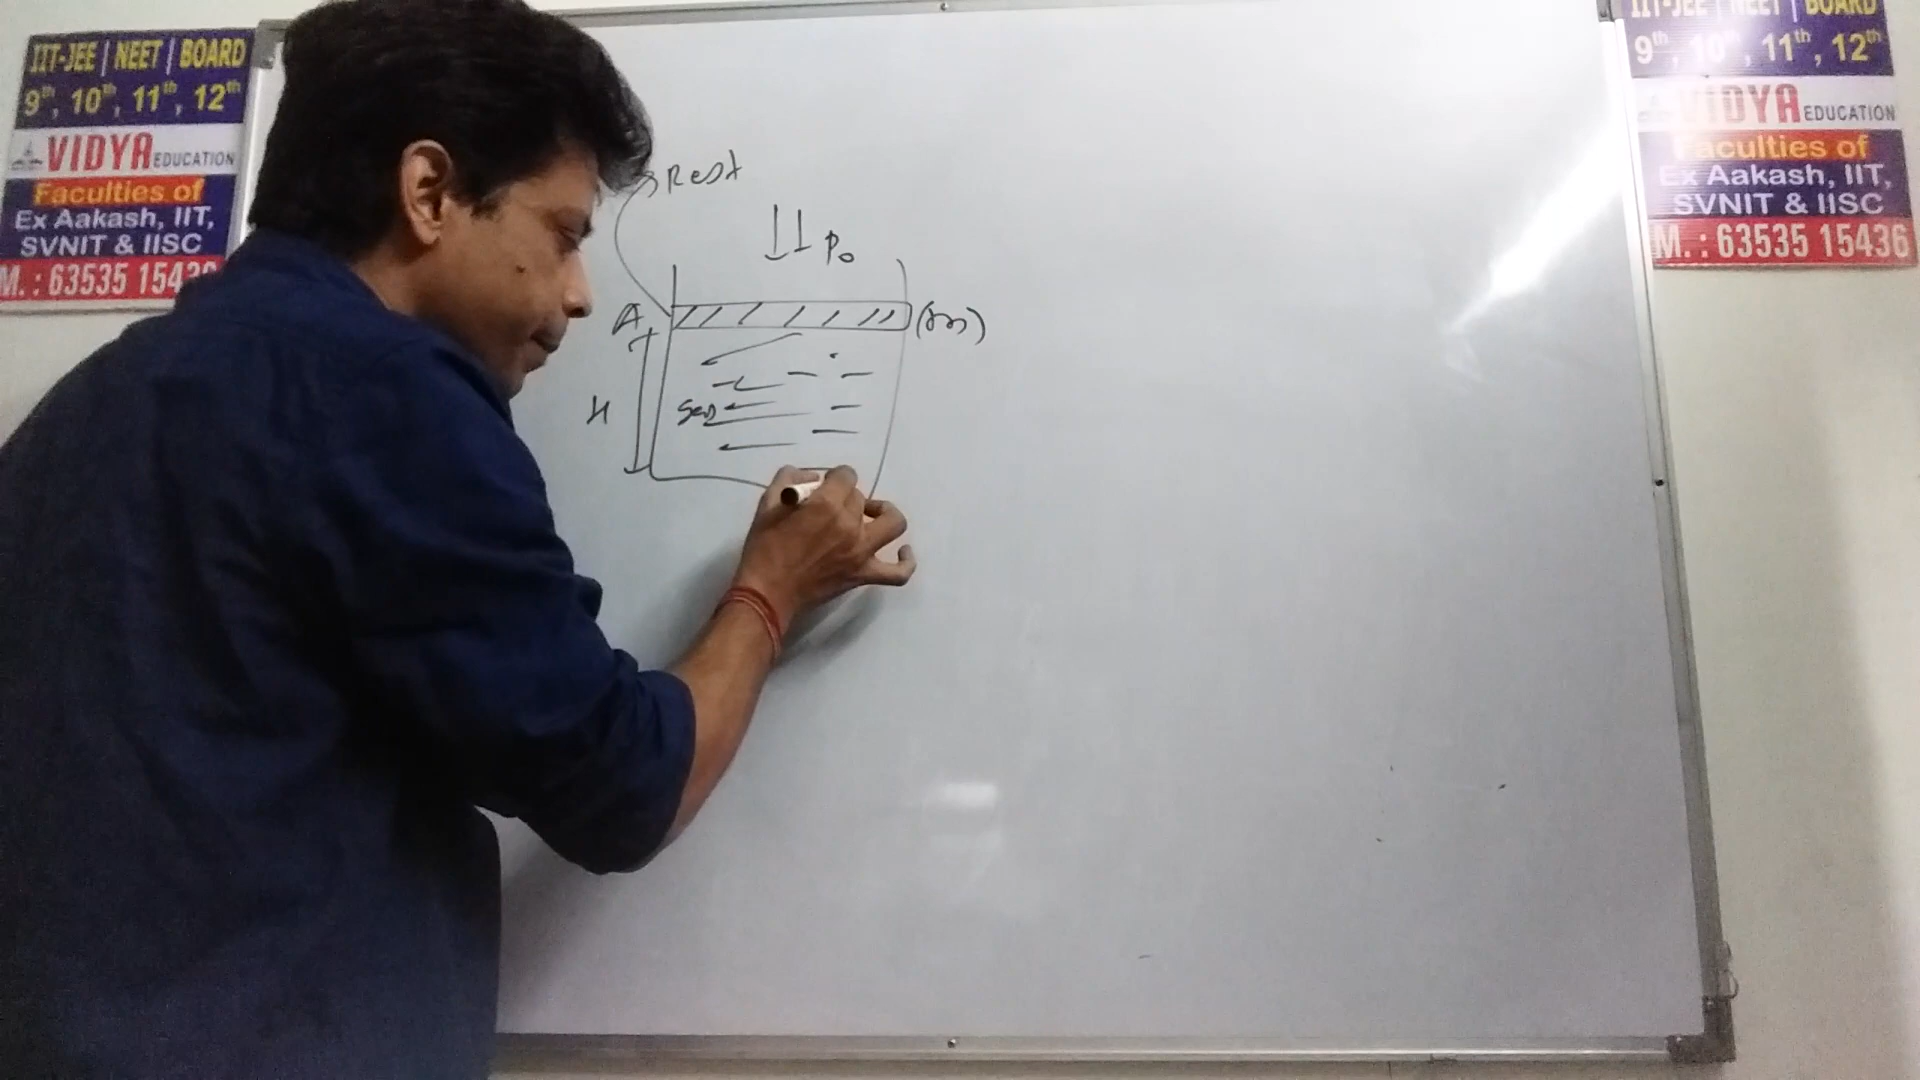 IIT-JEE | NEET | BOARD
9th, 10th, 11th, 12th
VIDYA EDUCATION
Faculties of
Ex Aakash, IIT,
SVNIT & IISC
M. : 63535 1543
Rest
P₀
A
(m)
H
IIT-JEE | NEET | BOARD
9th, 10th, 11th, 12th
VIDYA EDUCATION
Faculties of
Ex Aakash, IIT,
SVNIT & IISC
M. : 63535 15436